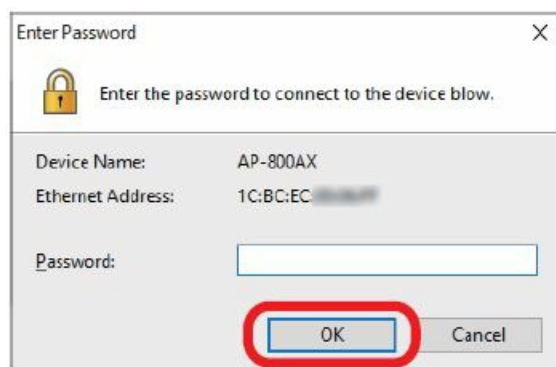 Enter Password
Enter the password to connect to the device blow.
Device Name: AP-800AX
Ethernet Address: 1C:BC:EC:
Password:
OK Cancel